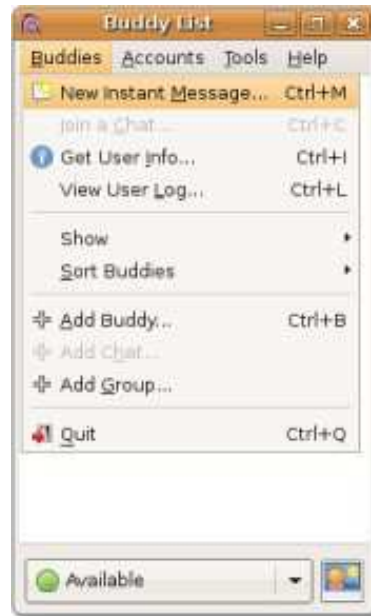 Buddy List
Buddies Accounts Tools Help
New Instant Message... Ctrl+M
Join a Chat... Ctrl+C
Get User Info... Ctrl+I
View User Log... Ctrl+L
Show
Sort Buddies
Add Buddy... Ctrl+B
Add Chat...
Add Group...
Quit Ctrl+Q
Available